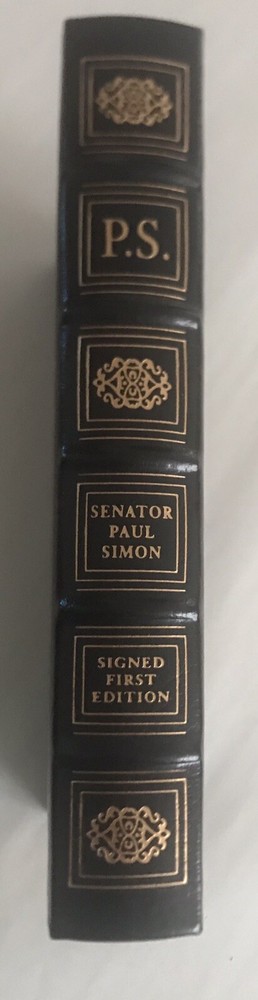 P.S.
SENATOR
PAUL
SIMON
SIGNED
FIRST
EDITION